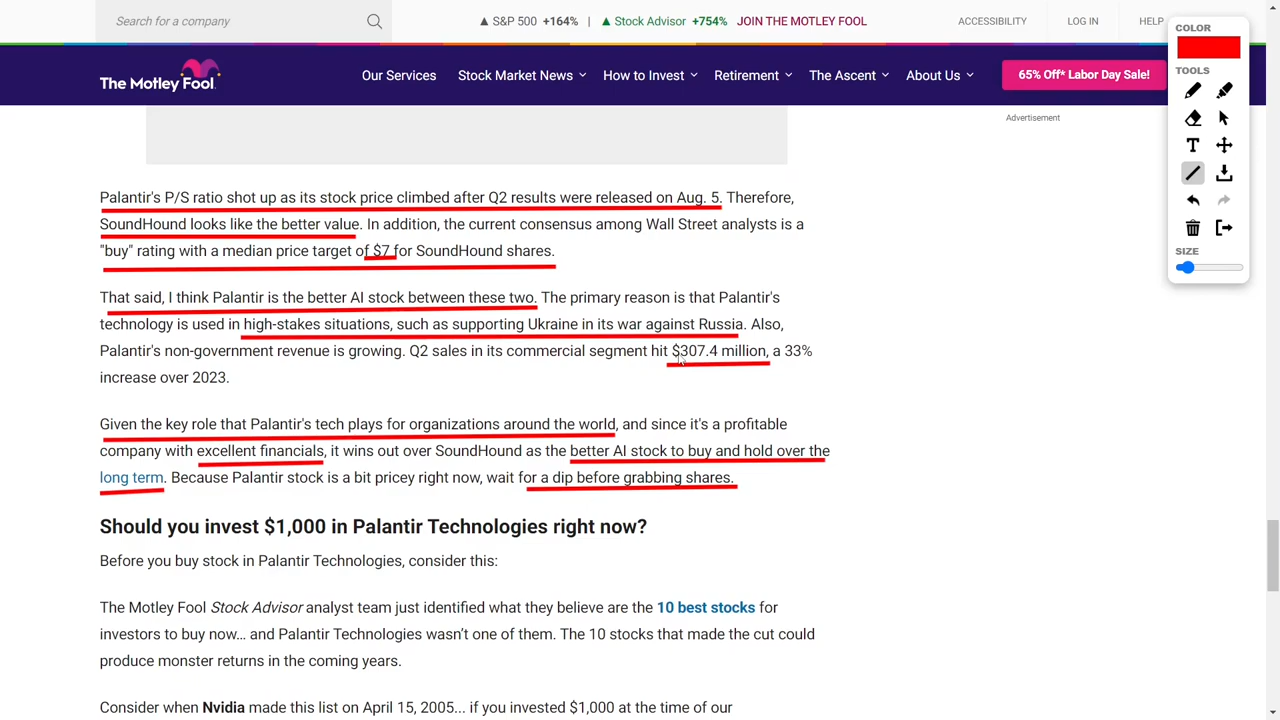 Search for a company
▲ S&P 500 +164% | ▲ Stock Advisor +754% JOIN THE MOTLEY FOOL
ACCESSIBILITY LOG IN HELP
The Motley Fool
Our Services Stock Market News How to Invest Retirement The Ascent About Us
65% Off* Labor Day Sale!
COLOR
TOOLS
T
SIZE
Advertisement
Palantir's P/S ratio shot up as its stock price climbed after Q2 results were released on Aug. 5. Therefore,
SoundHound looks like the better value. In addition, the current consensus among Wall Street analysts is a
"buy" rating with a median price target of $7 for SoundHound shares.
That said, I think Palantir is the better AI stock between these two. The primary reason is that Palantir's
technology is used in high-stakes situations, such as supporting Ukraine in its war against Russia. Also,
Palantir's non-government revenue is growing. Q2 sales in its commercial segment hit $307.4 million, a 33%
increase over 2023.
Given the key role that Palantir's tech plays for organizations around the world, and since it's a profitable
company with excellent financials, it wins out over SoundHound as the better AI stock to buy and hold over the
long term. Because Palantir stock is a bit pricey right now, wait for a dip before grabbing shares.
Should you invest $1,000 in Palantir Technologies right now?
Before you buy stock in Palantir Technologies, consider this:
The Motley Fool Stock Advisor analyst team just identified what they believe are the 10 best stocks for
investors to buy now… and Palantir Technologies wasn't one of them. The 10 stocks that made the cut could
produce monster returns in the coming years.
Consider when Nvidia made this list on April 15, 2005... if you invested $1,000 at the time of our